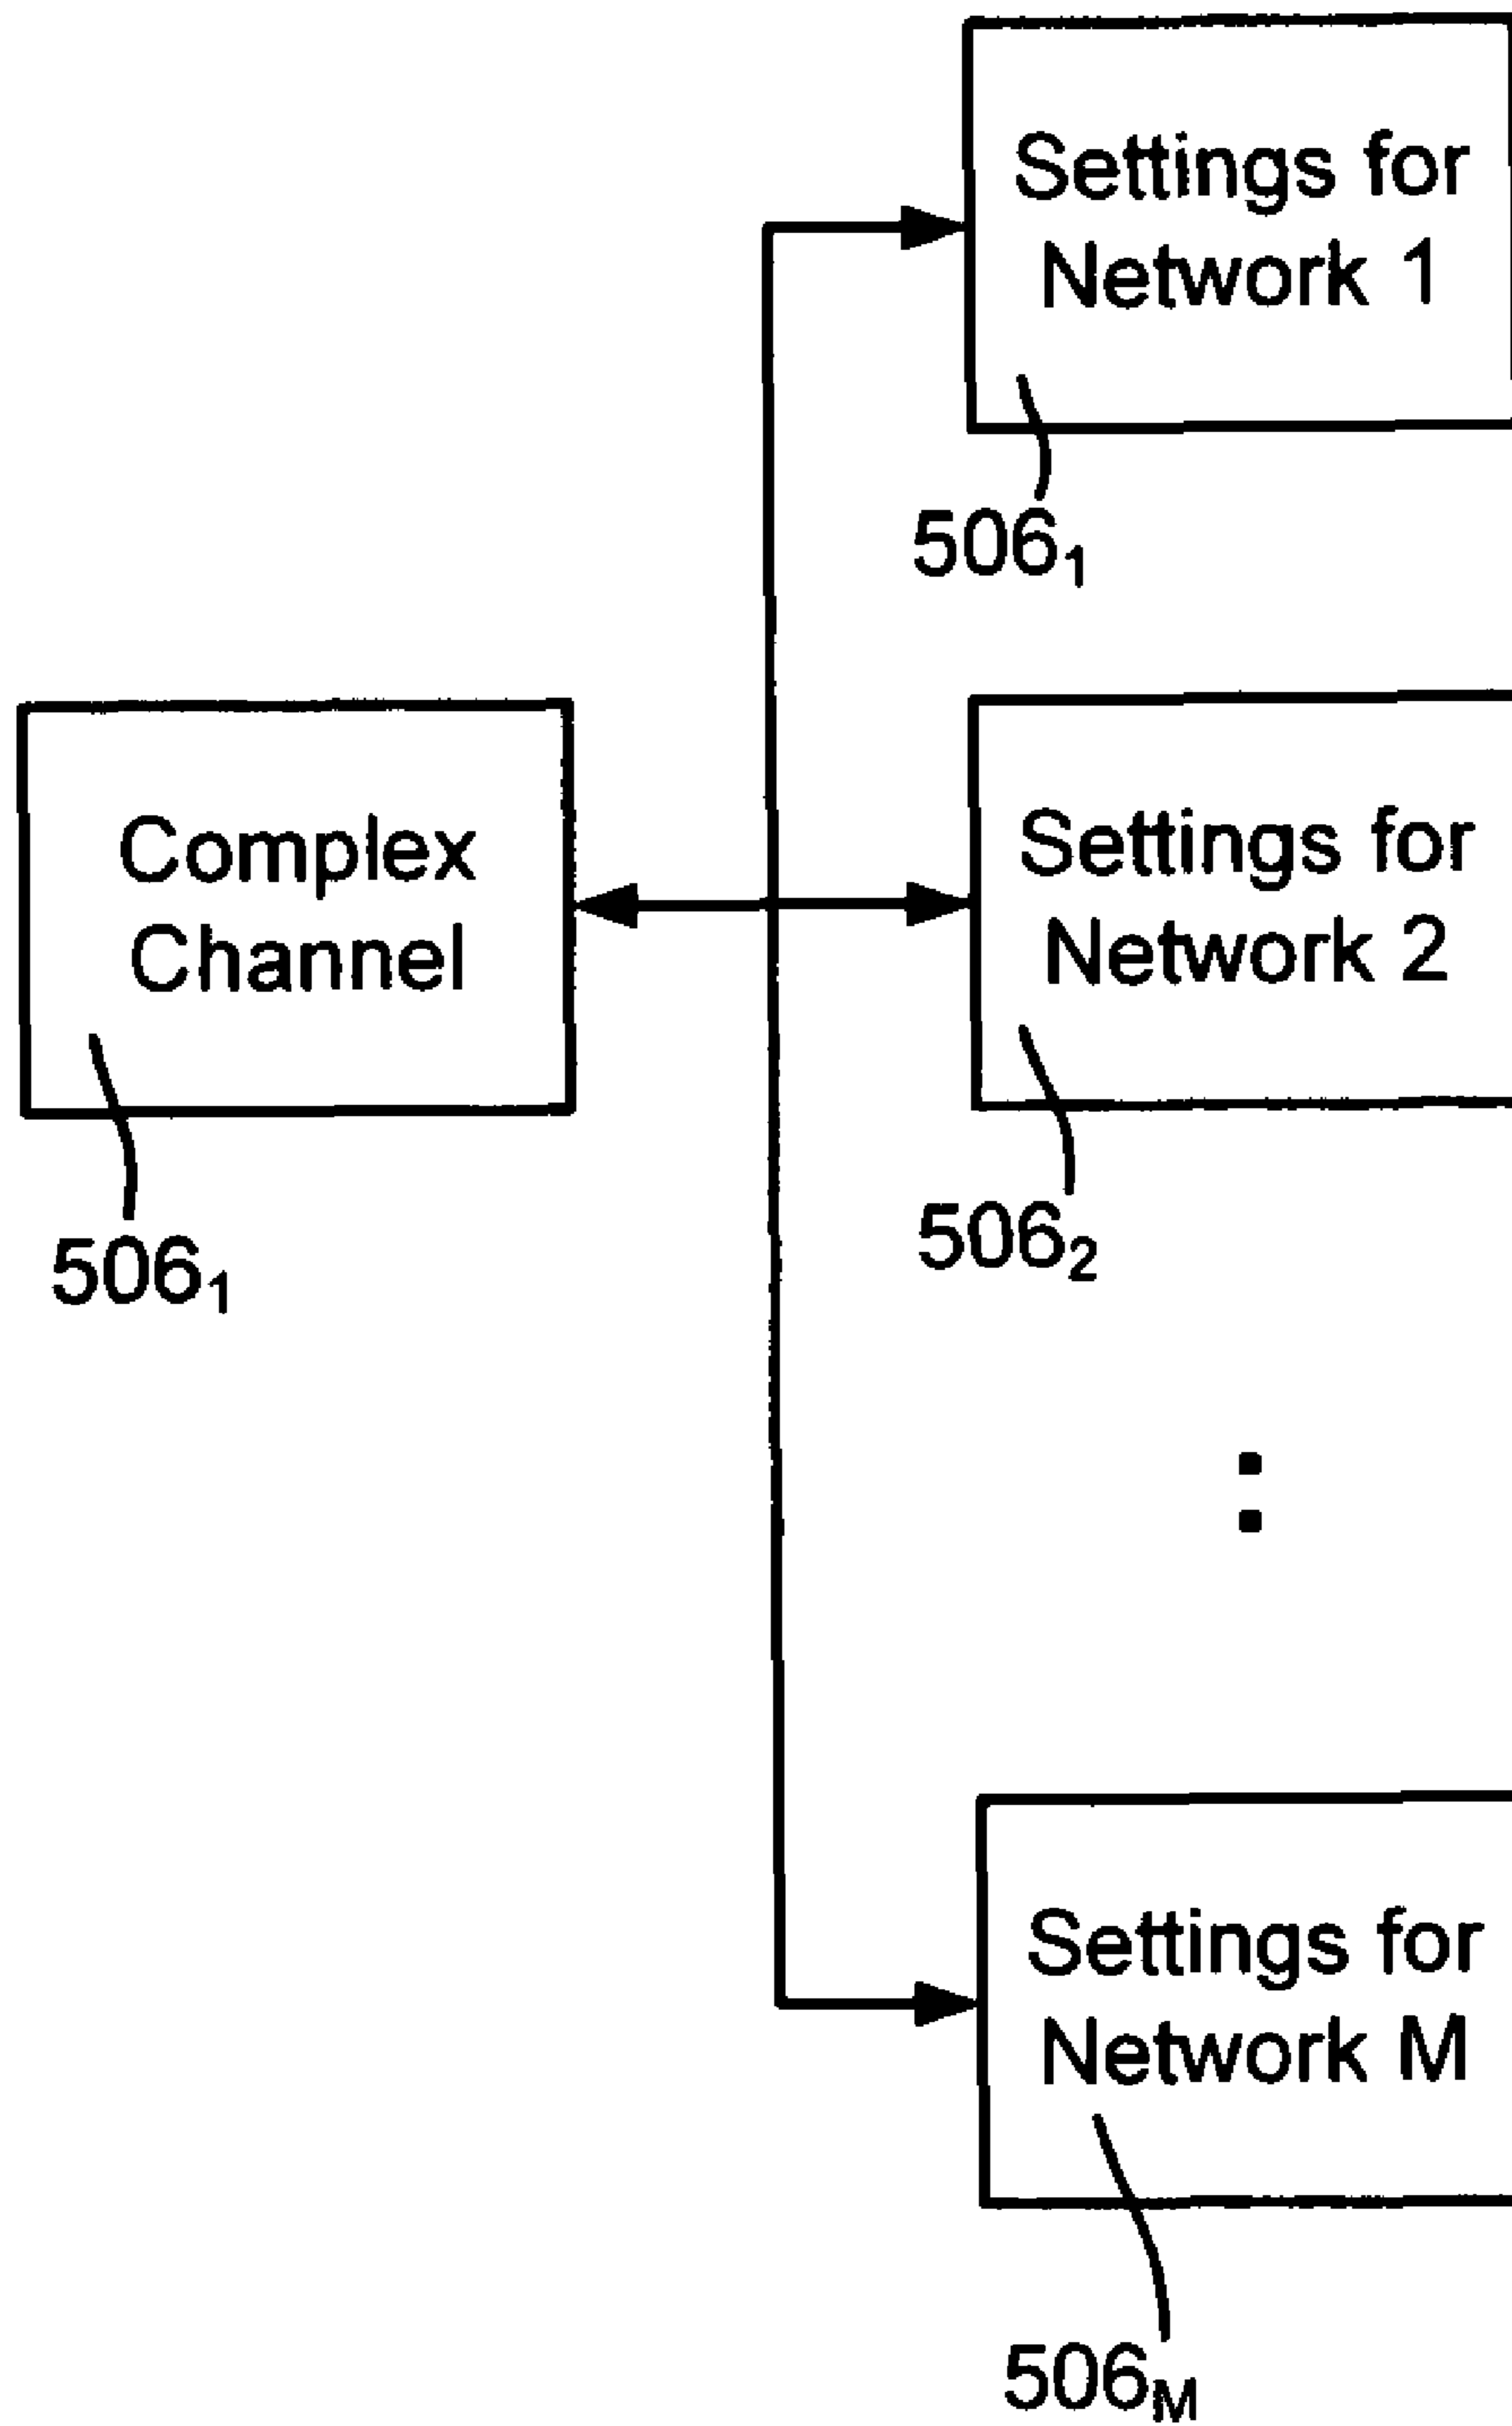 Settings for
Network 1
506₁
Complex
Channel
506₁
Settings for
Network 2
506₂
Settings for
Network M
506M